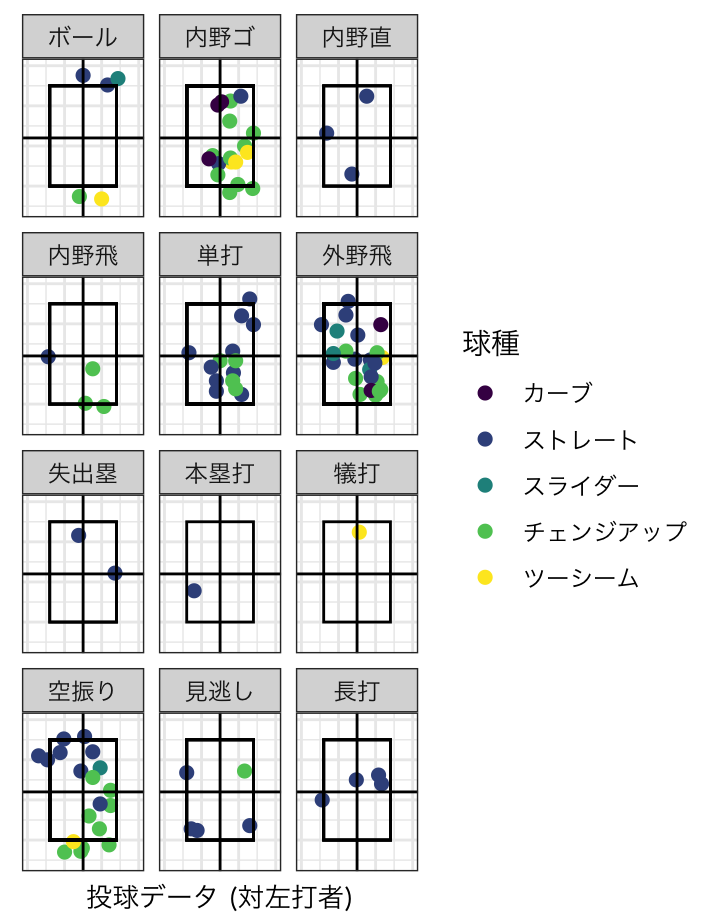 ボール
内野ゴ
内野直
内野飛
単打
外野飛
失出塁
本塁打
犠打
空振り
見逃し
長打
投球データ (対左打者)
球種
カーブ
ストレート
スライダー
チェンジアップ
ツーシーム